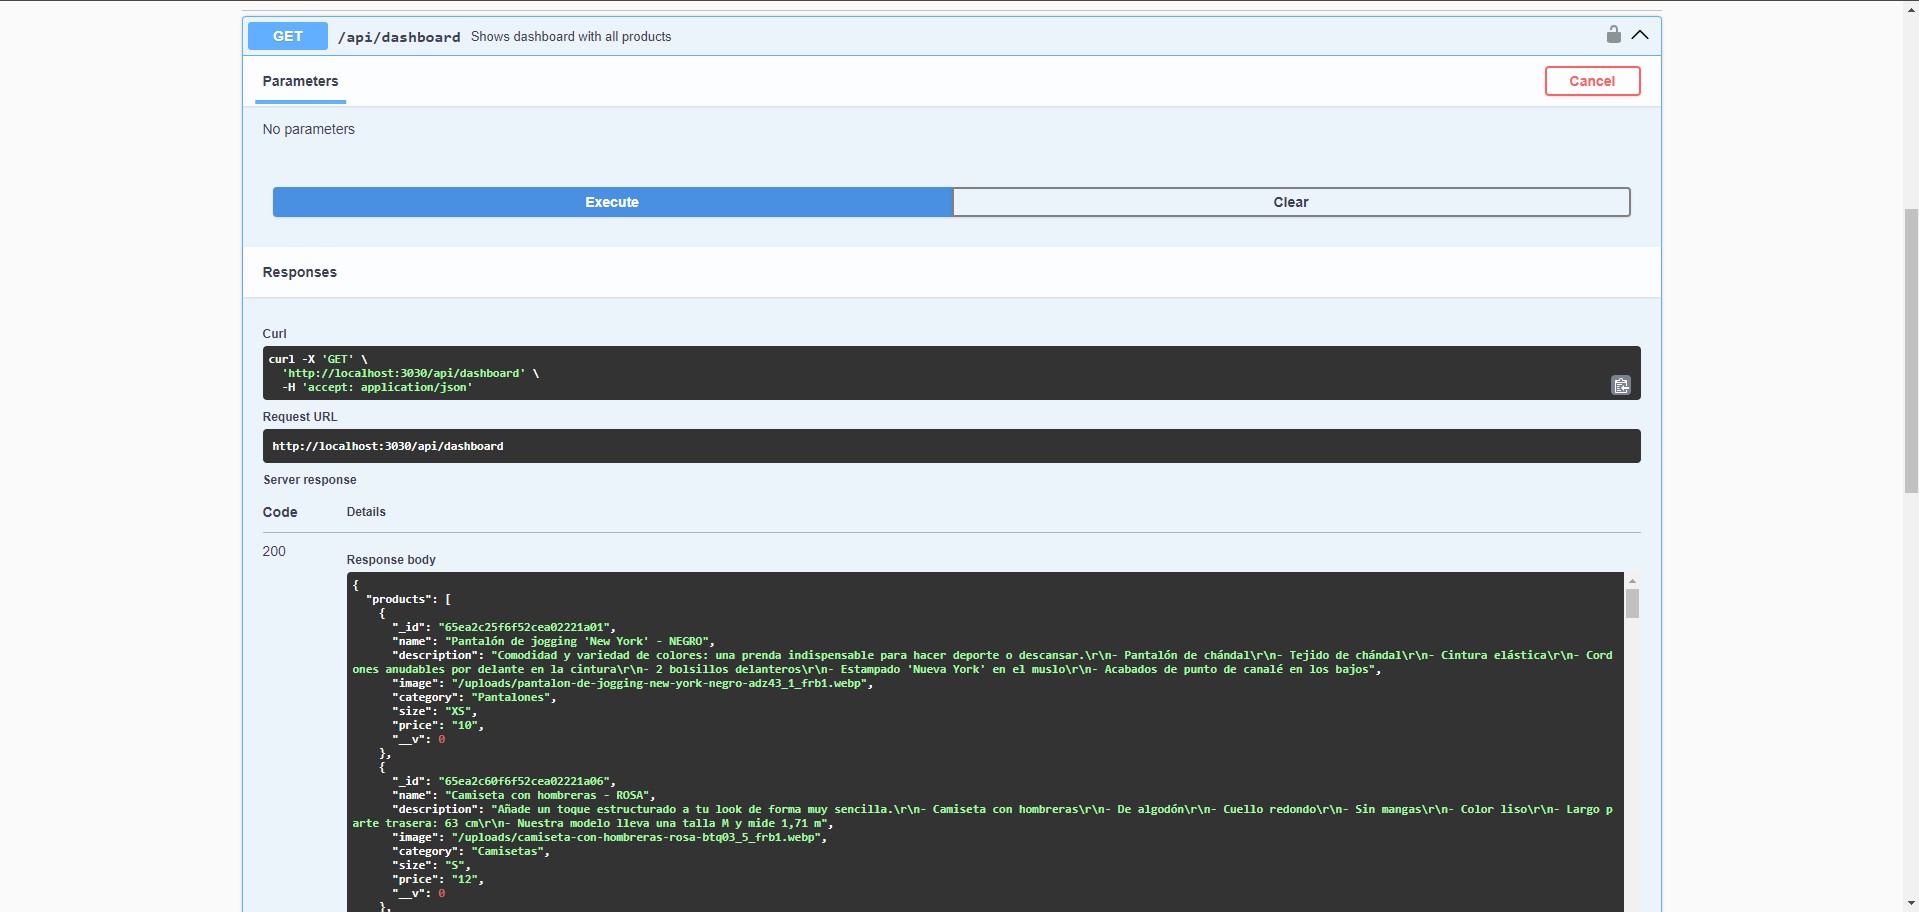 GET /api/dashboard Shows dashboard with all products
Parameters Cancel
No parameters
Execute Clear
Responses
Curl
curl -X 'GET' \
  'http://localhost:3030/api/dashboard' \
  -H 'accept: application/json'
Request URL
http://localhost:3030/api/dashboard
Server response
Code Details
200
Response body
{
  "products": [
    {
      "_id": "65ea2c25f6f52cea02221a01",
      "name": "Pantalón de jogging 'New York' - NEGRO",
      "description": "Comodidad y variedad de colores: una prenda indispensable para hacer deporte o descansar.\r\n- Pantalón de chándal\r\n- Tejido de chándal\r\n- Cintura elástica\r\n- Cord
ones anudables por delante en la cintura\r\n- 2 bolsillos delanteros\r\n- Estampado 'Nueva York' en el muslo\r\n- Acabados de punto de canalé en los bajos",
      "image": "/uploads/pantalon-de-jogging-new-york-negro-adz43_1_frb1.webp",
      "category": "Pantalones",
      "size": "XS",
      "price": "10",
      "__v": 0
    },
    {
      "_id": "65ea2c60f6f52cea02221a06",
      "name": "Camiseta con hombreras - ROSA",
      "description": "Añade un toque estructurado a tu look de forma muy sencilla.\r\n- Camiseta con hombreras\r\n- De algodón\r\n- Cuello redondo\r\n- Sin mangas\r\n- Color liso\r\n- Largo p
arte trasera: 63 cm\r\n- Nuestra modelo lleva una talla M y mide 1,71 m",
      "image": "/uploads/camiseta-con-hombreras-rosa-btq03_5_frb1.webp",
      "category": "Camisetas",
      "size": "S",
      "price": "12",
      "__v": 0
    },